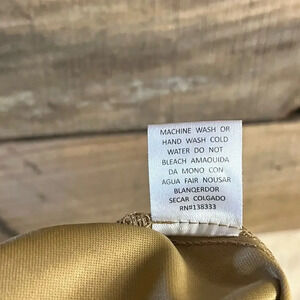 MACHINE WASH OR
HAND WASH COLD
WATER DO NOT
BLEACH AMAOUIDA
DA MONO CON
AGUA FAIR NOUSAR
BLANQERDOR
SECAR COLGADO
RN#138333